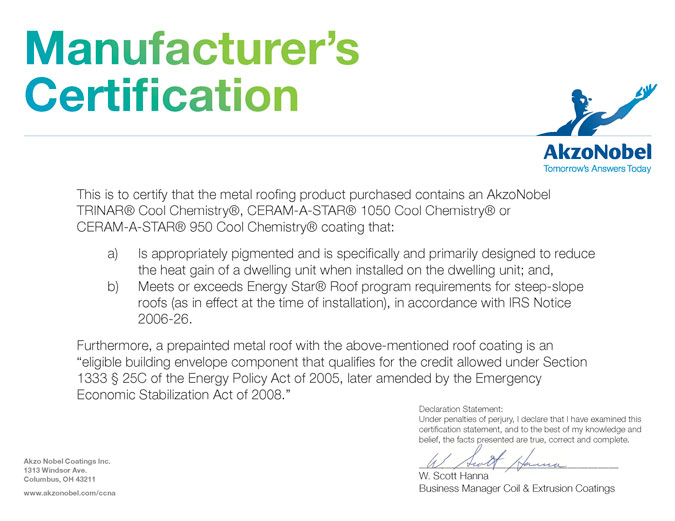 Manufacturer's
Certification
AkzoNobel
Tomorrow's Answers Today
This is to certify that the metal roofing product purchased contains an AkzoNobel
TRINAR® Cool Chemistry®, CERAM-A-STAR® 1050 Cool Chemistry® or
CERAM-A-STAR® 950 Cool Chemistry® coating that:
a) Is appropriately pigmented and is specifically and primarily designed to reduce
the heat gain of a dwelling unit when installed on the dwelling unit; and,
b) Meets or exceeds Energy Star® Roof program requirements for steep-slope
roofs (as in effect at the time of installation), in accordance with IRS Notice
2006-26.
Furthermore, a prepainted metal roof with the above-mentioned roof coating is an
“eligible building envelope component that qualifies for the credit allowed under Section
1333 § 25C of the Energy Policy Act of 2005, later amended by the Emergency
Economic Stabilization Act of 2008.”
Declaration Statement:
Under penalties of perjury, I declare that I have examined this
certification statement, and to the best of my knowledge and
belief, the facts presented are true, correct and complete.
W Scott Hanna
W. Scott Hanna
Business Manager Coil & Extrusion Coatings
Akzo Nobel Coatings Inc.
1313 Windsor Ave.
Columbus, OH 43211
www.akzonobel.com/ccna